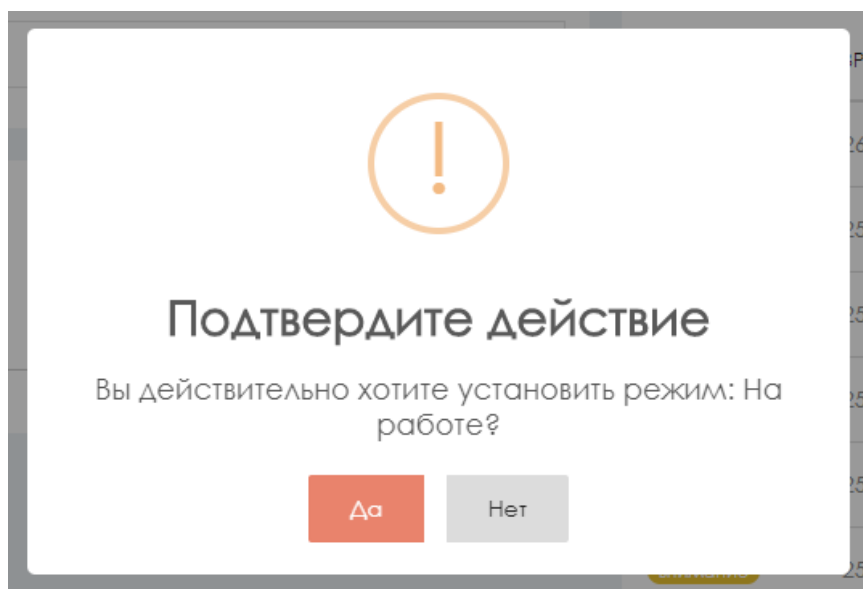 Подтвердите действие
Вы действительно хотите установить режим: На
работе?
Да
Нет